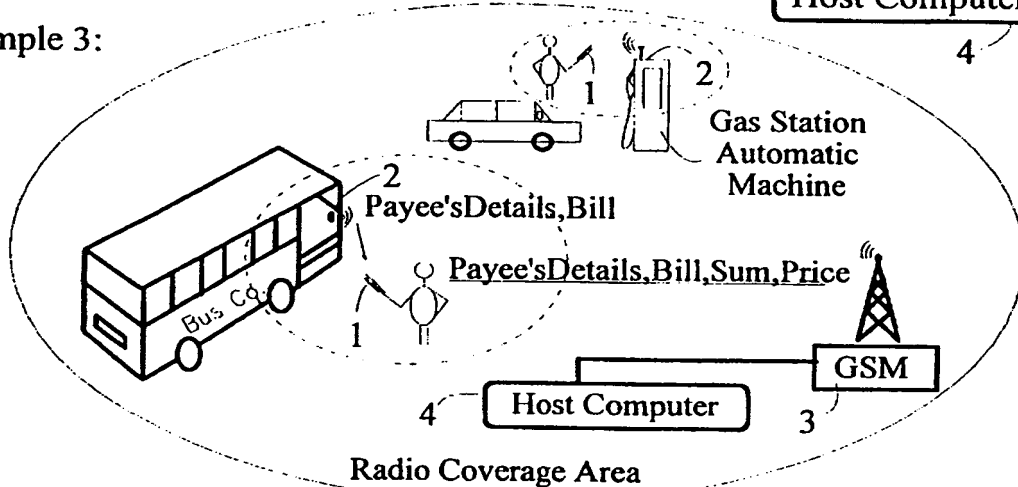 Host Computer
4
mple 3:
1
2
Gas Station
Automatic
Machine
2
Payee'sDetails,Bill
Payee'sDetails,Bill,Sum,Price
Bus Co.
1
GSM
4
Host Computer
3
Radio Coverage Area